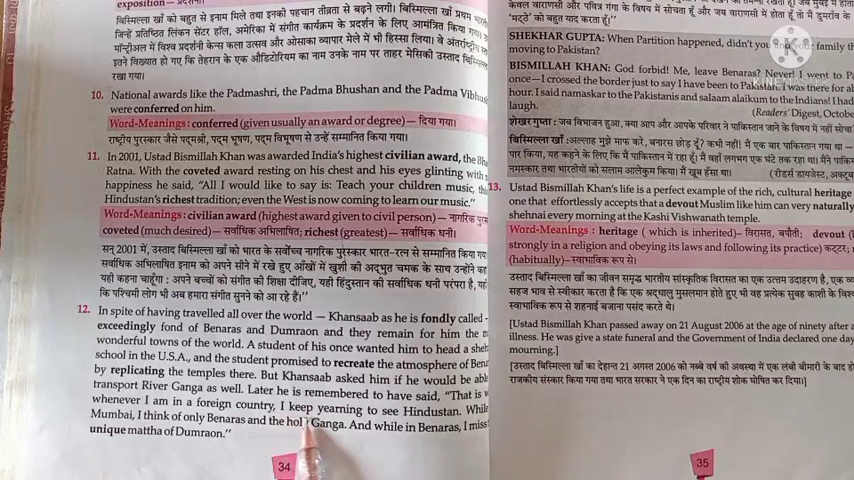 exposition — प्रदर्शनी।
बिस्मिल्ला खाँ को बहुत से इनाम मिले तथा इनकी पहचान तीव्रता से बढ़ने लगी। बिस्मिल्ला खाँ प्रथम
जिन्हें प्रतिष्ठित लिंकन सेंटर हॉल, अमेरिका में संगीत कार्यक्रम के प्रदर्शन के लिए आमंत्रित किया गया।
मॉन्ट्रीअल में विश्व प्रदर्शनी केन्स कला उत्सव और ओसाका व्यापार मेले में भी हिस्सा लिया। वे अंतर्राष्ट्रीय
इतने विख्यात हो गए कि तेहरान के एक ऑडिटोरियम का नाम उनके नाम पर ताहर मेसिकी उस्ताद
रखा गया।
10. National awards like the Padmashri, the Padma Bhushan and the Padma
were conferred on him.
Word-Meanings : conferred (given usually an award or degree) — दिया गया।
राष्ट्रीय पुरस्कार जैसे पद्मश्री, पद्म भूषण, पद्म विभूषण से उन्हें सम्मानित किया गया।
11. In 2001, Ustad Bismillah Khan was awarded India's highest civilian award, the
Ratna. With the coveted award resting on his chest and his eyes glinting with
happiness he said, "All I would like to say is: Teach your children music, this
Hindustan's richest tradition; even the West is now coming to learn our music."
Word-Meanings : civilian award (highest award given to civil person) — नागरिक
coveted (much desired) — सर्वाधिक अभिलाषित; richest (greatest) — सर्वाधिक धनी।
सन् 2001 में, उस्ताद बिस्मिल्ला खाँ को भारत के सर्वोच्च नागरिक पुरस्कार भारत-रत्न से सम्मानित किया
सर्वाधिक अभिलाषित इनाम को अपने सीने में रखे हुए आँखों में खुशी की अद्भुत चमक के साथ उन्होंने
यही कहना चाहूँगा : अपने बच्चों को संगीत की शिक्षा दीजिए, यही हिंदुस्तान की सर्वाधिक धनी परंपरा है,
कि पश्चिमी लोग भी अब हमारा संगीत सुनने को आ रहे हैं।"
12. In spite of having travelled all over the world — Khansaab as he is fondly called -
exceedingly fond of Benaras and Dumraon and they remain for him the
wonderful towns of the world. A student of his once wanted him to head a
school in the U.S.A., and the student promised to recreate the atmosphere of
by replicating the temples there. But Khansaab asked him if he would be able
transport River Ganga as well. Later he is remembered to have said, "That is
whenever I am in a foreign country, I keep yearning to see Hindustan. While
Mumbai, I think of only Benaras and the holy Ganga. And while in Benaras, I miss
unique mattha of Dumraon."
34
केवल वाराणसी और पवित्र गंगा के विषय में सोचता हूँ और जब वाराणसी में होता हूँ तो मैं डुमराँव के
"मट्ठे" को बहुत याद करता हूँ।"
SHEKHAR GUPTA: When Partition happened, didn't you and your family
moving to Pakistan?
BISMILLAH KHAN: God forbid! Me, leave Benaras? Never! I went to
once—I crossed the border just to say I have been to Pakistan. I was there for
hour. I said namaskar to the Pakistanis and salaam alaikum to the Indians! I had
laugh.
(Readers' Digest, October
शेखर गुप्ता : जब विभाजन हुआ, क्या आप और आपके परिवार ने पाकिस्तान जाने के विषय में नहीं सोचा
बिस्मिल्ला खाँ : अल्लाह मुझे माफ करे, बनारस छोड़ दूँ? कभी नहीं! मैं एक बार पाकिस्तान गया था —
पार किया, यह कहने के लिए कि मैं पाकिस्तान में रहा हूँ। मैं वहाँ लगभग एक घंटे तक रहा था। मैंने
नमस्कार तथा भारतीयों को सलाम आलेकुम किया। मैं खूब हँसा था।
(रीडर्स डायजेस्ट,
13. Ustad Bismillah Khan's life is a perfect example of the rich, cultural heritage
one that effortlessly accepts that a devout Muslim like him can very naturally
shehnai every morning at the Kashi Vishwanath temple.
Word-Meanings : heritage ( which is inherited)– विरासत, बपौती; devout
strongly in a religion and obeying its laws and following its practice) कट्टर;
(habitually)–स्वाभाविक रूप से।
उस्ताद बिस्मिल्ला खाँ का जीवन समृद्ध भारतीय सांस्कृतिक विरासत का एक उत्तम उदाहरण है, एक
सहज भाव से स्वीकार करता है कि एक श्रद्धालु मुसलमान होते हुए भी वह प्रत्येक सुबह काशी के
स्वाभाविक रूप से शहनाई बजाना पसंद करते थे।
[Ustad Bismillah Khan passed away on 21 August 2006 at the age of ninety after a
illness. He was give a state funeral and the Government of India declared one day
mourning.]
[उस्ताद बिस्मिल्ला खाँ का देहान्त 21 अगस्त 2006 को नब्बे वर्ष की अवस्था में एक लंबी बीमारी के बाद
राजकीय संस्कार किया गया तथा भारत सरकार ने एक दिन का राष्ट्रीय शोक घोषित कर दिया।]
35
KINEMASTER